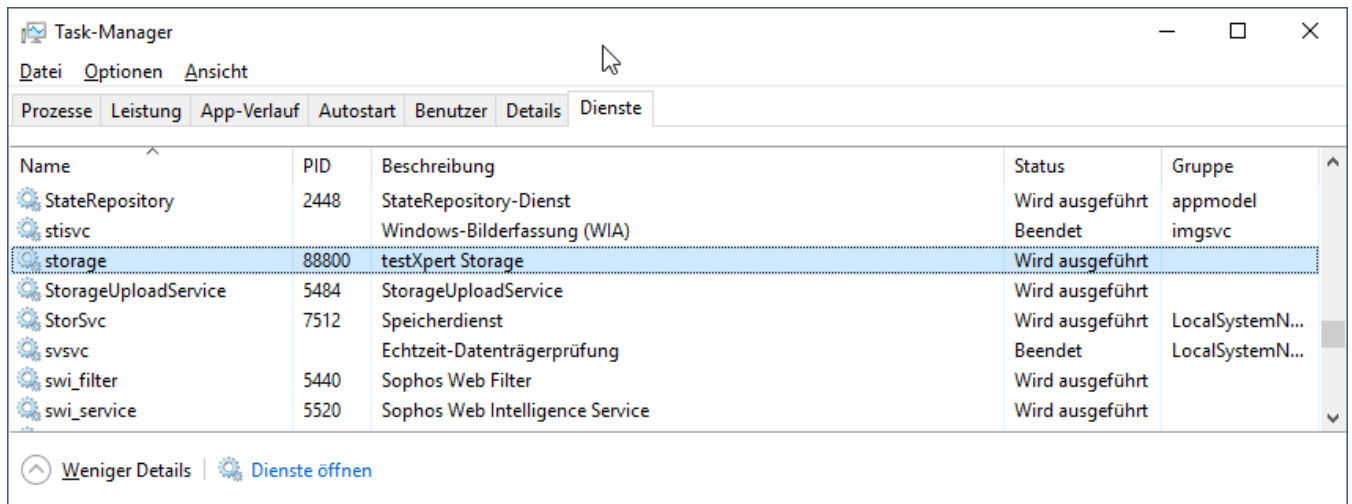 Task-Manager
Datei Optionen Ansicht
Prozesse Leistung App-Verlauf Autostart Benutzer Details Dienste
Name PID Beschreibung Status Gruppe
StateRepository 2448 StateRepository-Dienst Wird ausgeführt appmodel
stisvc Windows-Bilderfassung (WIA) Beendet imgsvc
storage 88800 testXpert Storage Wird ausgeführt
StorageUploadService 5484 StorageUploadService Wird ausgeführt
StorSvc 7512 Speicherdienst Wird ausgeführt LocalSystemN...
svsvc Echtzeit-Datenträgerprüfung Beendet LocalSystemN...
swi_filter 5440 Sophos Web Filter Wird ausgeführt
swi_service 5520 Sophos Web Intelligence Service Wird ausgeführt
Weniger Details Dienste öffnen